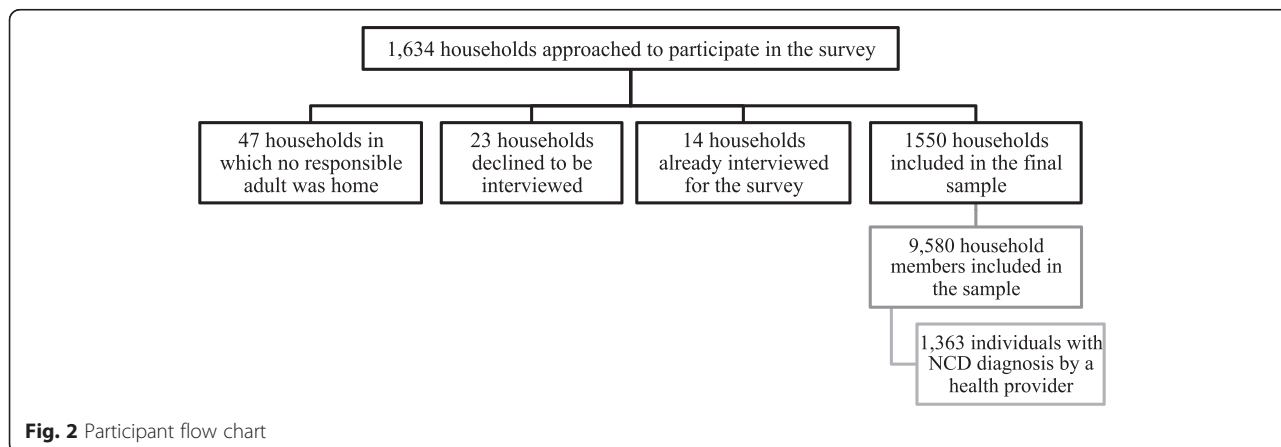 1,634 households approached to participate in the survey
47 households in
which no responsible
adult was home
23 households
declined to be
interviewed
14 households
already interviewed
for the survey
1550 households
included in the final
sample
9,580 household
members included in
the sample
1,363 individuals with
NCD diagnosis by a
health provider
Fig. 2 Participant flow chart